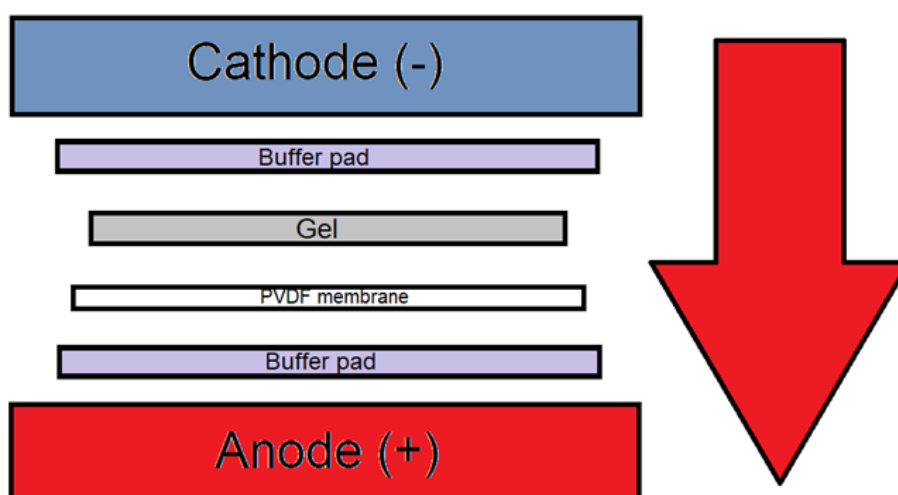 Cathode (-)
Buffer pad
Gel
PVDF membrane
Buffer pad
Anode (+)